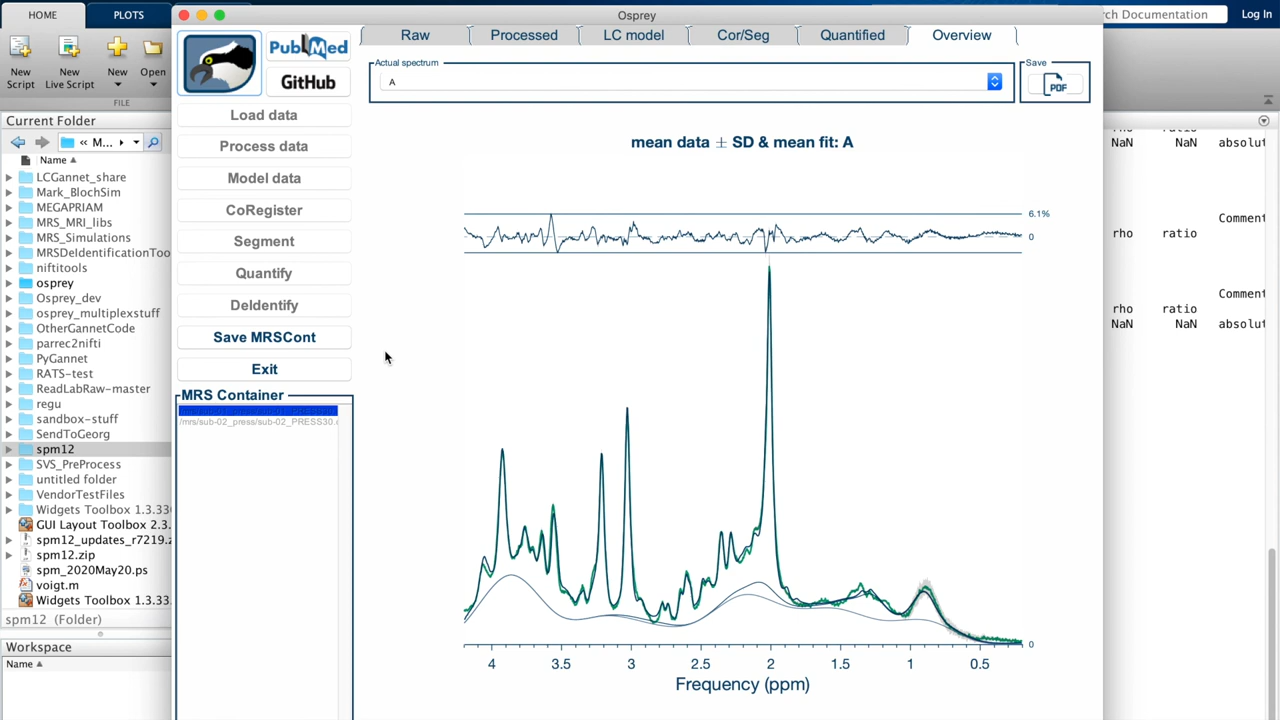 HOME
PLOTS
Osprey
ch Documentation
Log In
New
Script
New
Live Script
New
Open
FILE
PubMed
GitHub
Raw
Processed
LC model
Cor/Seg
Quantified
Overview
Actual spectrum
A
Save
PDF
Load data
Process data
Model data
CoRegister
Segment
Quantify
DeIdentify
Save MRSCont
Exit
MRS Container
/mrs/sub-02_press/sub-02_PRESS30.
Current Folder
« M...
Name
LCGannet_share
Mark_BlochSim
MEGAPRIAM
MRS_MRI_libs
MRS_Simulations
MRSDeIdentificationToo
niftitools
osprey
Osprey_dev
osprey_multiplexstuff
OtherGannetCode
parrec2nifti
PyGannet
RATS-test
ReadLabRaw-master
regu
sandbox-stuff
SendToGeorg
spm12
SVS_PreProcess
untitled folder
VendorTestFiles
Widgets Toolbox 1.3.33
GUI Layout Toolbox 2.3.
spm12_updates_r7219.z
spm12.zip
spm_2020May20.ps
voigt.m
Widgets Toolbox 1.3.33
spm12 (Folder)
Workspace
Name
mean data ± SD & mean fit: A
6.1%
0
0
4 3.5 3 2.5 2 1.5 1 0.5
Frequency (ppm)
NaN NaN absolut
Comment
rho ratio
Comment
rho ratio
NaN NaN absolut